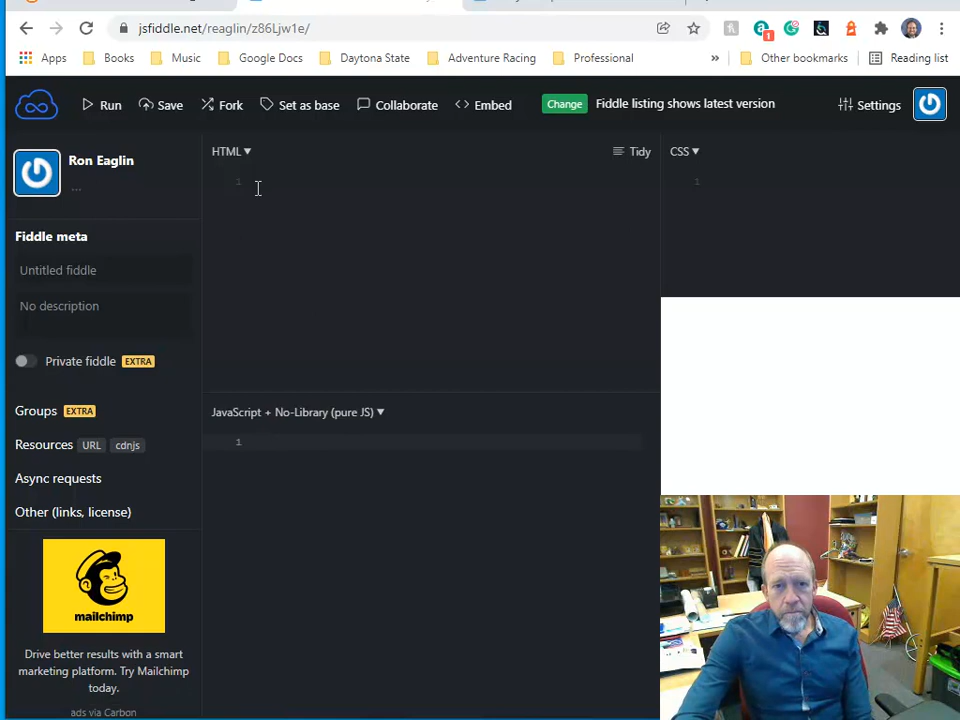 jsfiddle.net/reaglin/z86Ljw1e/
1
Apps Books Music Google Docs Daytona State Adventure Racing Professional » Other bookmarks Reading list
Run Save Fork Set as base Collaborate Embed Change Fiddle listing shows latest version Settings
HTML Tidy CSS
Ron Eaglin
...
1 1
Fiddle meta
Untitled fiddle
No description
Private fiddle EXTRA
Groups EXTRA
JavaScript + No-Library (pure JS)
1
Resources URL cdnjs
Async requests
Other (links, license)
mailchimp
Drive better results with a smart
marketing platform. Try Mailchimp
today.
ads via Carbon